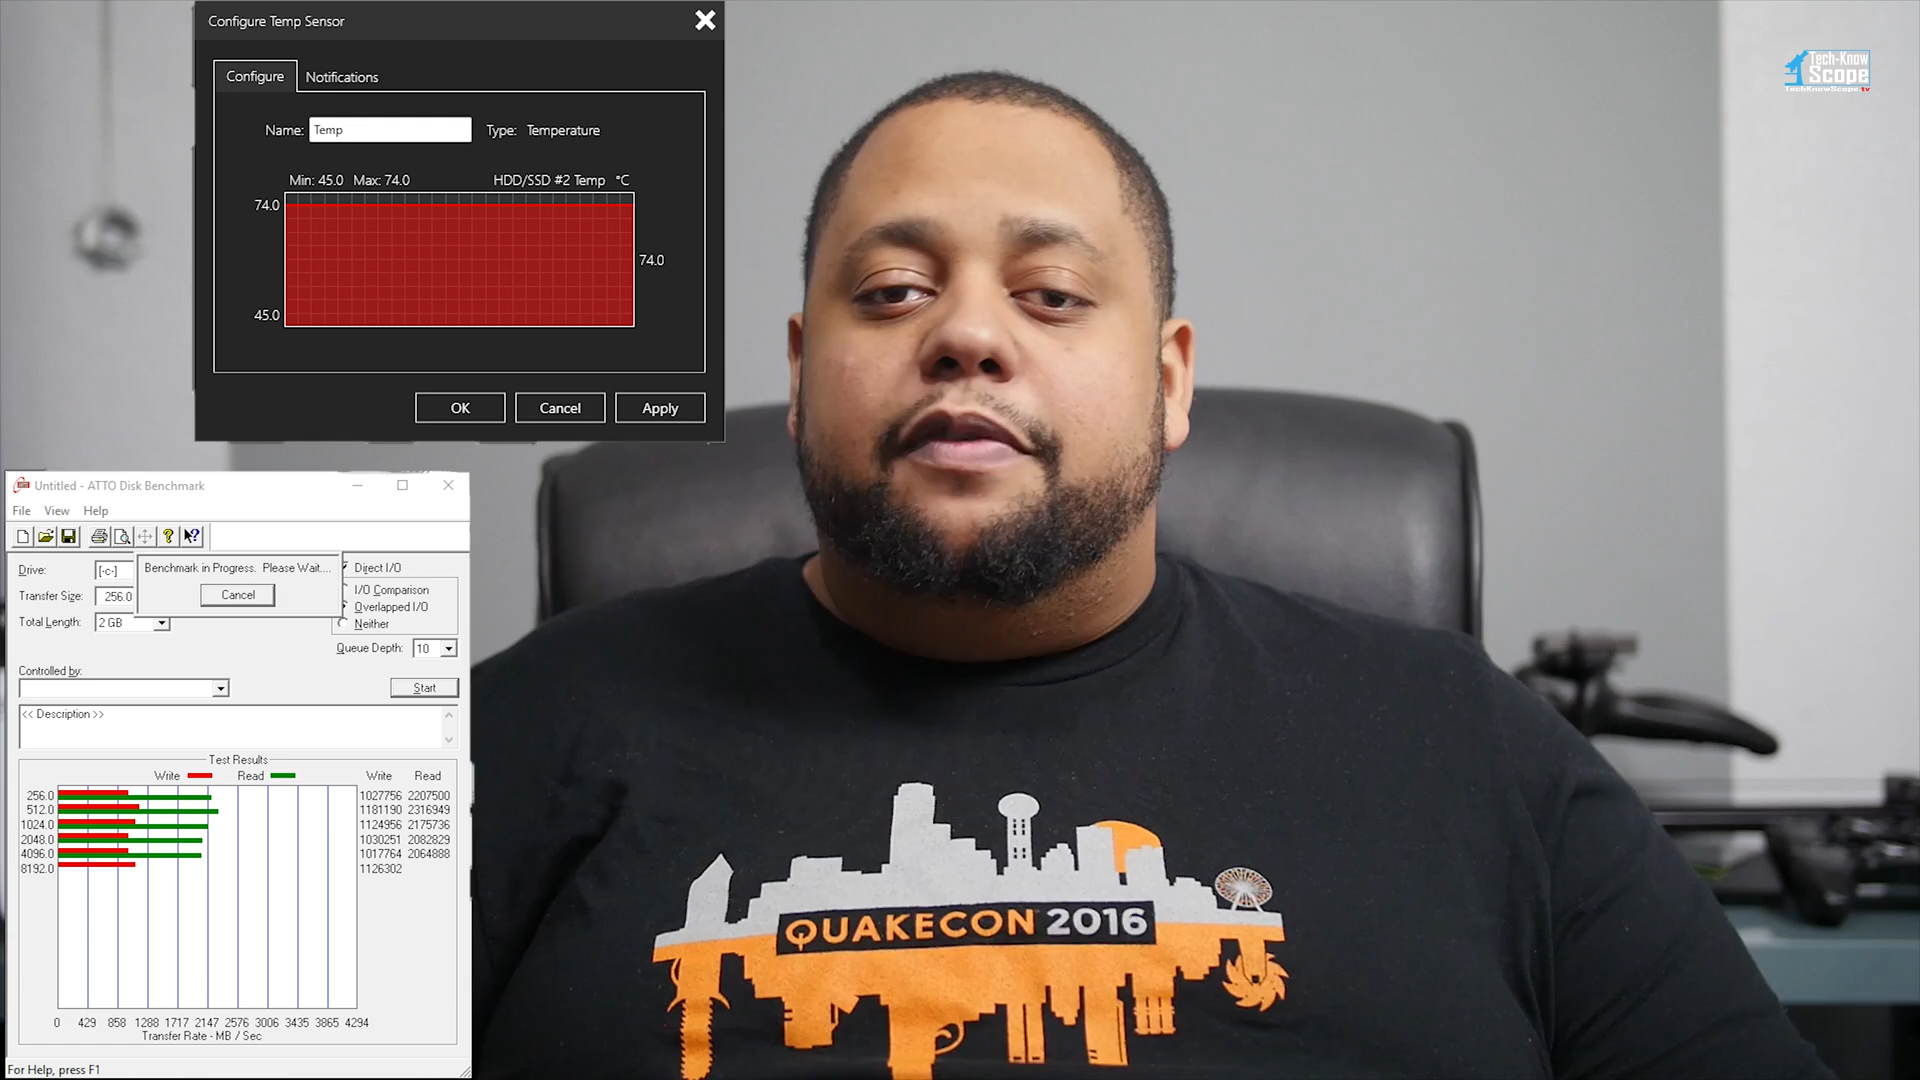 Configure Temp Sensor
Configure Notifications
Name: Temp Type: Temperature
Min: 45.0 Max: 74.0 HDD/SSD #2 Temp °C
74.0
74.0
45.0
OK Cancel Apply
Tech-Know
Scope
TechKnowScope.tv
Untitled - ATTO Disk Benchmark
File View Help
Drive: [-c-]
Benchmark in Progress. Please Wait....
Cancel
Direct I/O
Transfer Size: 256.0
I/O Comparison
Overlapped I/O
Total Length: 2 GB
Neither
Queue Depth: 10
Controlled by:
Start
<< Description >>
Test Results
Write Read Write Read
256.0 1027756 2207500
512.0 1181190 2316949
1024.0 1124956 2175736
2048.0 1030251 2082829
4096.0 1017764 2064888
8192.0 1126302
0 429 858 1288 1717 2147 2576 3006 3435 3865 4294
Transfer Rate - MB / Sec
For Help, press F1
QUAKECON 2016